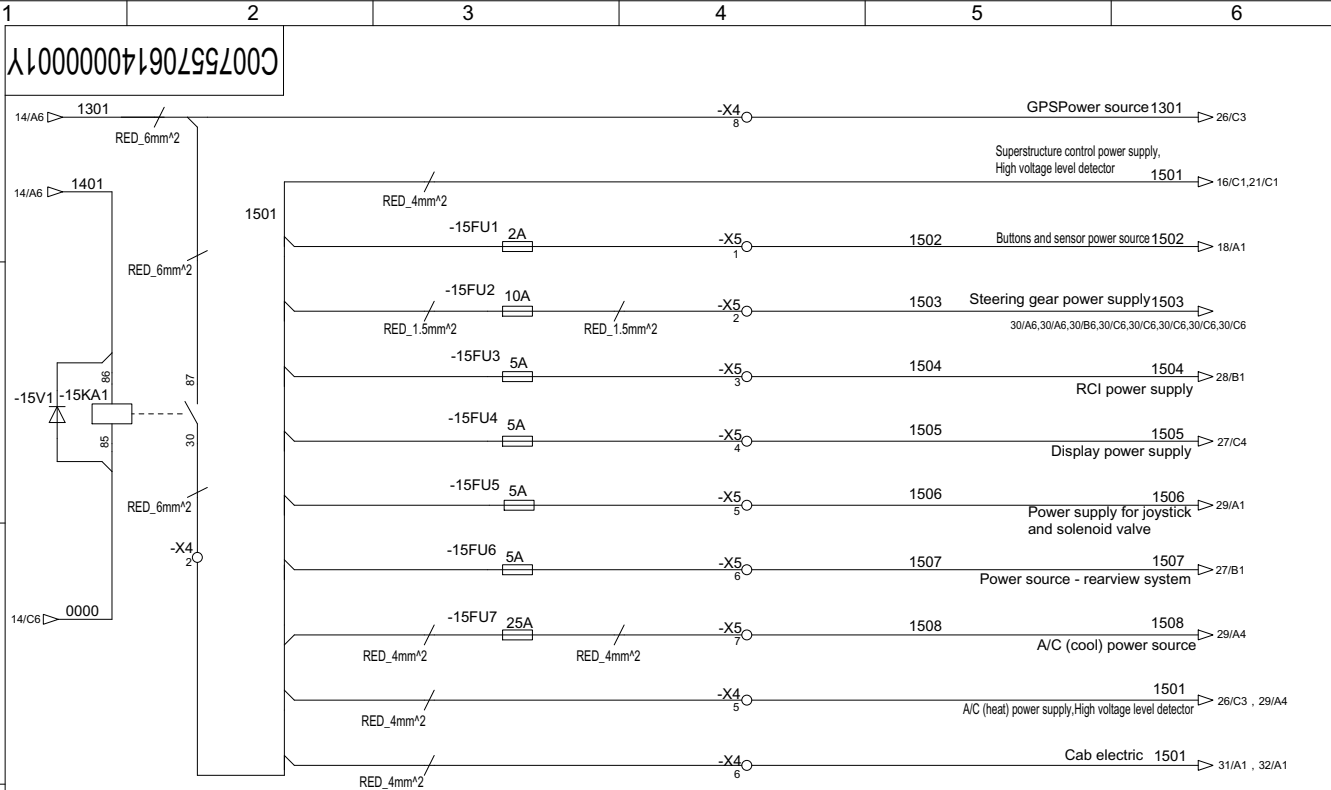 1 2 3 4 5 6
C007557061400000001Y
14/A6 1301 -X4 8 GPSPower source 1301 26/C3
RED_6mm^2
Superstructure control power supply,
High voltage level detector
14/A6 1401 1501 16/C1,21/C1
RED_4mm^2
1501
-15FU1 2A -X5 1 1502 Buttons and sensor power source 1502 18/A1
RED_6mm^2
-15FU2 10A -X5 2 1503 Steering gear power supply 1503
RED_1.5mm^2 RED_1.5mm^2 30/A6,30/A6,30/B6,30/C6,30/C6,30/C6,30/C6,30/C6
-15FU3 5A -X5 3 1504 1504 28/B1
RCI power supply
86 87
-15V1 -15KA1
85 30
-15FU4 5A -X5 4 1505 1505 27/C4
Display power supply
-15FU5 5A -X5 5 1506 1506 29/A1
RED_6mm^2
Power supply for joystick
and solenoid valve
-X4 2
-15FU6 5A -X5 6 1507 1507 27/B1
Power source - rearview system
14/C6 0000
-15FU7 25A -X5 7 1508 1508 29/A4
RED_4mm^2 RED_4mm^2 A/C (cool) power source
-X4 5 1501 26/C3 , 29/A4
RED_4mm^2 A/C (heat) power supply,High voltage level detector
-X4 6 Cab electric 1501 31/A1 , 32/A1
RED_4mm^2